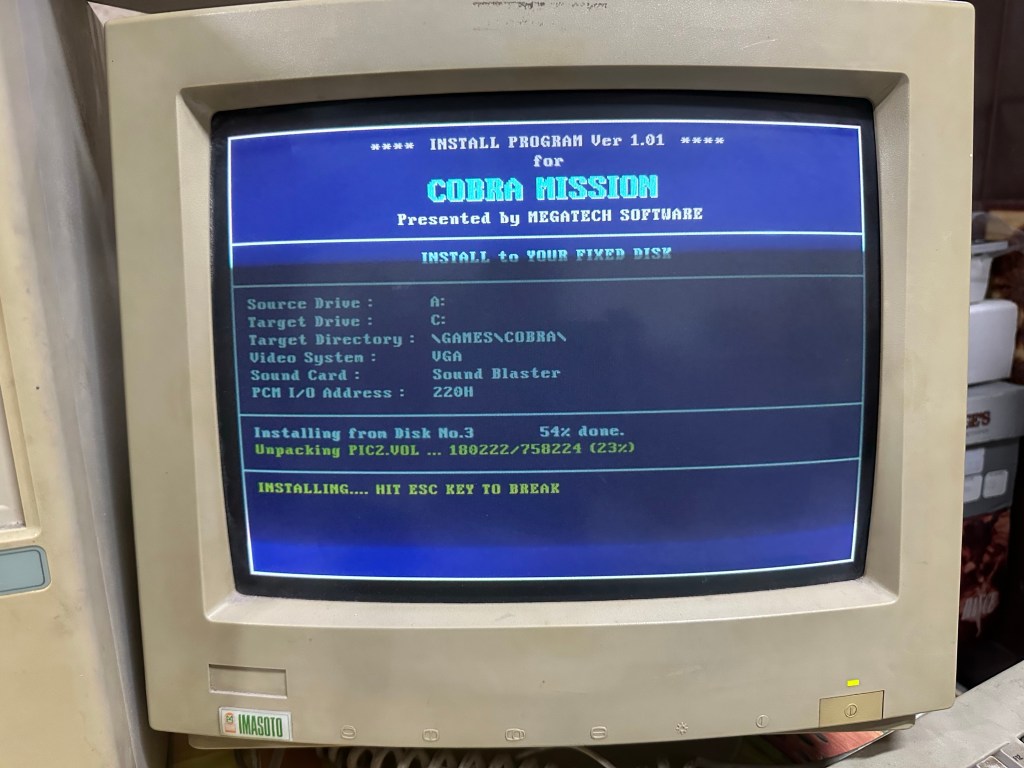 **** INSTALL PROGRAM Ver 1.01 ****
for
COBRA MISSION
Presented by MEGATECH SOFTWARE
INSTALL to YOUR FIXED DISK
Source Drive : A:
Target Drive : C:
Target Directory : \GAMES\COBRA\
Video System : VGA
Sound Card : Sound Blaster
PCM I/O Address : 220H
Installing from Disk No.3 54% done.
Unpacking PIC2.VOL ... 180222/758224 (23%)
INSTALLING.... HIT ESC KEY TO BREAK
IMASOTO